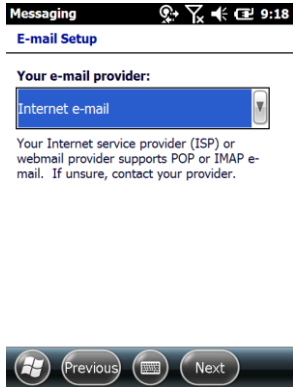 Messaging 9:18
E-mail Setup
Your e-mail provider:
Internet e-mail
Your Internet service provider (ISP) or
webmail provider supports POP or IMAP e-
mail. If unsure, contact your provider.
Previous Next